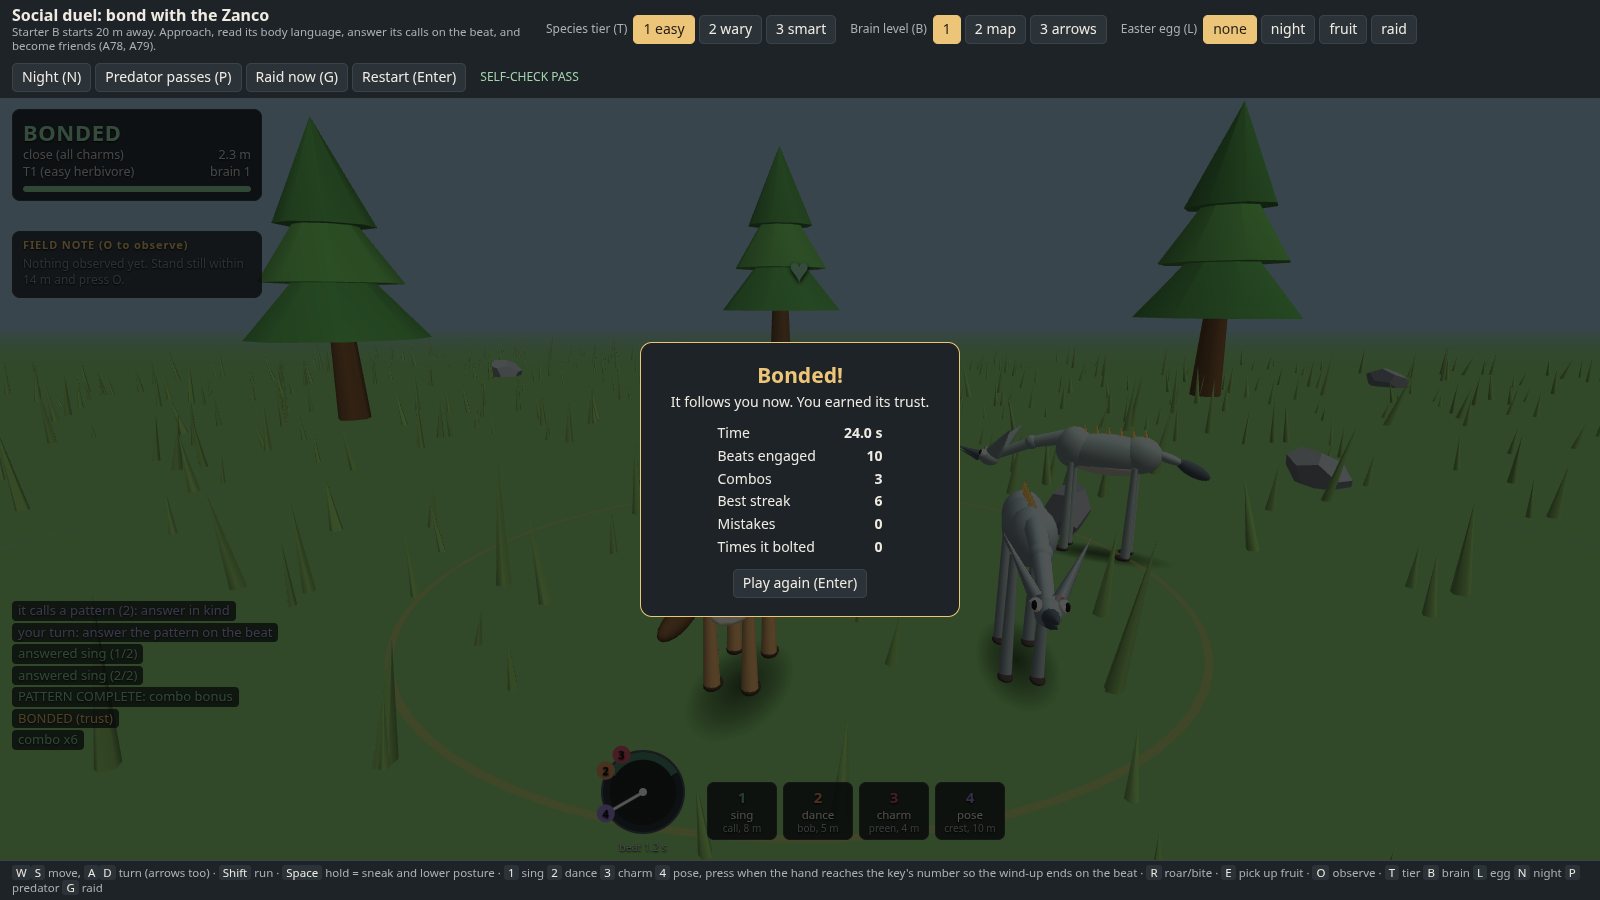 Social duel: bond with the Zanco
Starter B starts 20 m away. Approach, read its body language, answer its calls on the beat, and
become friends (A78, A79).
Species tier (T) 1 easy 2 wary 3 smart Brain level (B) 1 2 map 3 arrows Easter egg (L) none night fruit raid
Night (N) Predator passes (P) Raid now (G) Restart (Enter) SELF-CHECK PASS
BONDED
close (all charms) 2.3 m
T1 (easy herbivore) brain 1
FIELD NOTE (O to observe)
Nothing observed yet. Stand still within
14 m and press O.
Bonded!
It follows you now. You earned its trust.
Time 24.0 s
Beats engaged 10
Combos 3
Best streak 6
Mistakes 0
Times it bolted 0
Play again (Enter)
it calls a pattern (2): answer in kind
your turn: answer the pattern on the beat
answered sing (1/2)
answered sing (2/2)
PATTERN COMPLETE: combo bonus
BONDED (trust)
combo x6
3
2
4
beat 1.2 s
1 2 3 4
sing dance charm pose
call, 8 m bob, 5 m preen, 4 m crest, 10 m
W S move, A D turn (arrows too) · Shift run · Space hold = sneak and lower posture · 1 sing 2 dance 3 charm 4 pose, press when the hand reaches the key's number so the wind-up ends on the beat · R roar/bite · E pick up fruit · O observe · T tier B brain L egg N night P
predator G raid